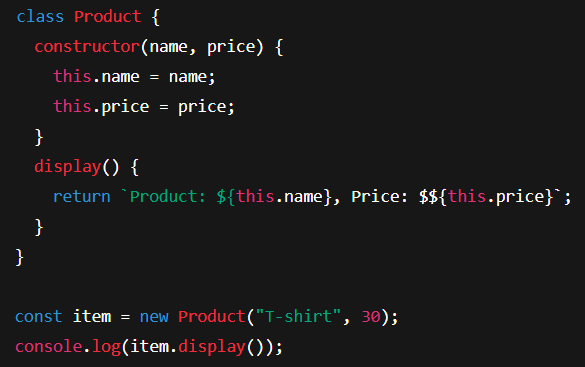 class Product {
  constructor(name, price) {
    this.name = name;
    this.price = price;
  }
  display() {
    return `Product: ${this.name}, Price: $${this.price}`;
  }
}

const item = new Product("T-shirt", 30);
console.log(item.display());